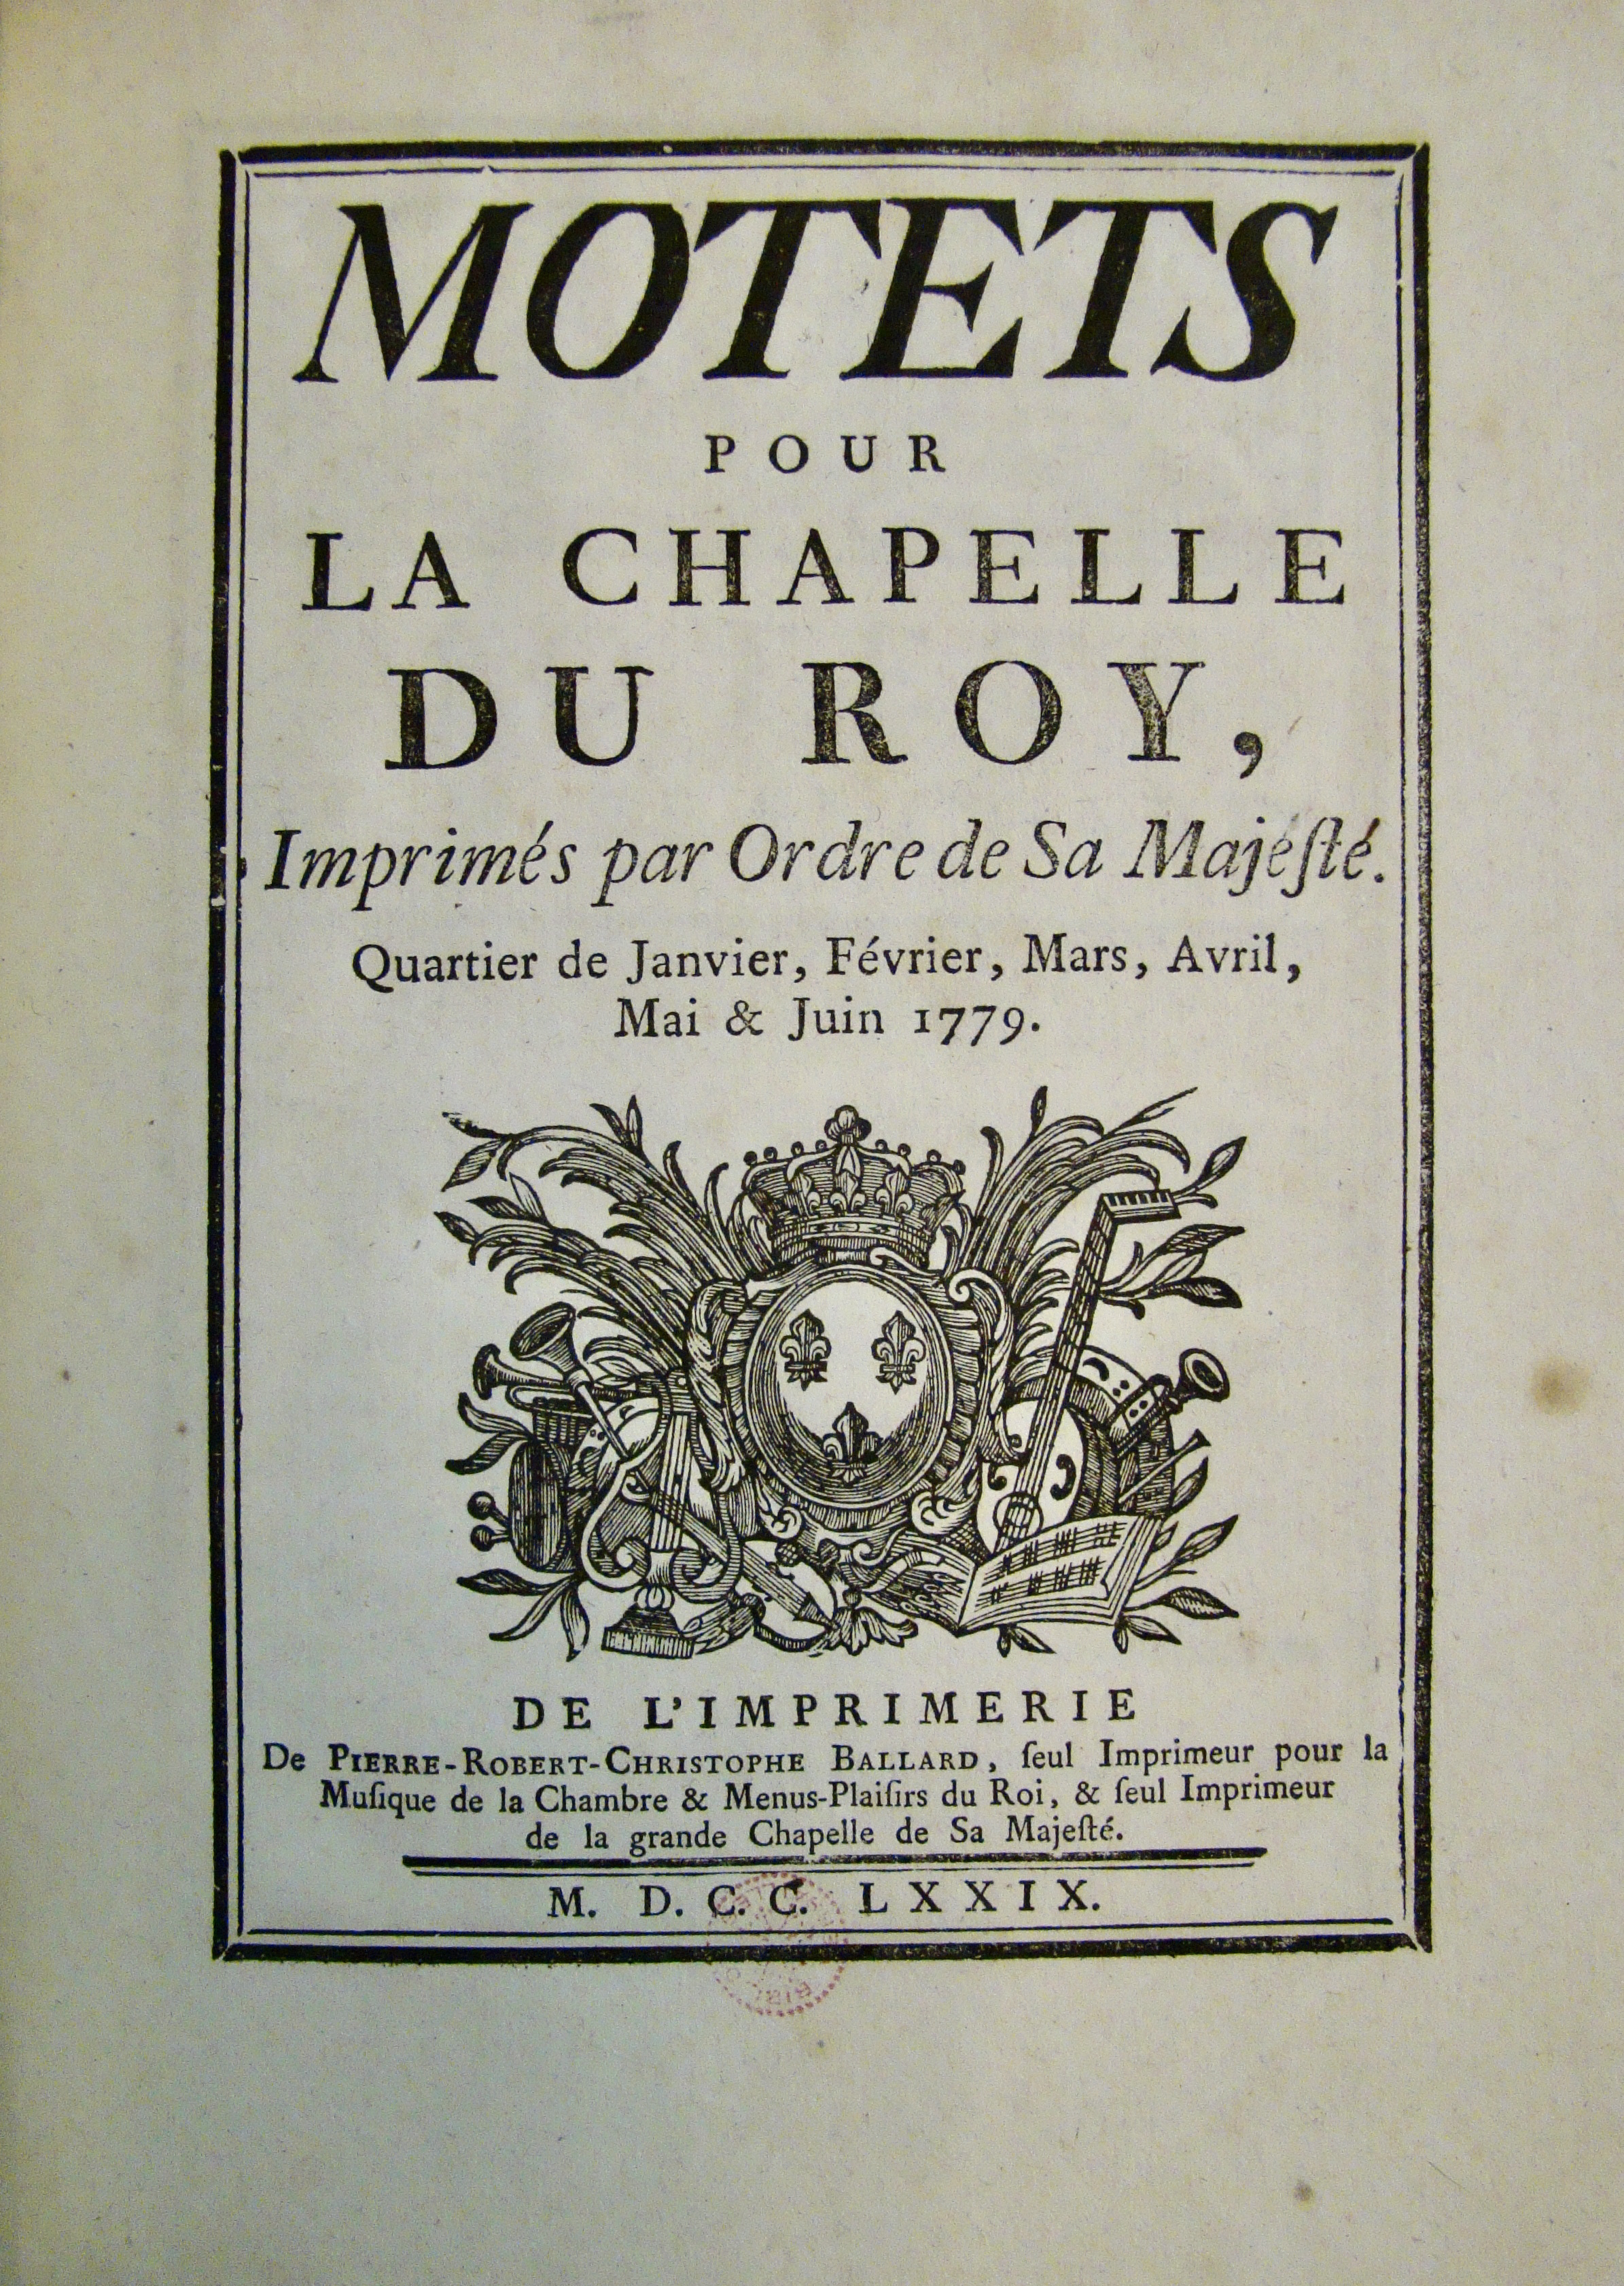 MOTETS
POUR
LA CHAPELLE
DU ROY,
Imprimés par Ordre de Sa Majeſté.
Quartier de Janvier, Février, Mars, Avril,
Mai & Juin 1779.
DE L'IMPRIMERIE
De PIERRE-ROBERT-CHRISTOPHE BALLARD, ſeul Imprimeur pour la
Muſique de la Chambre & Menus-Plaiſirs du Roi, & ſeul Imprimeur
de la grande Chapelle de Sa Majeſté.
M. D. C. C. LXXIX.